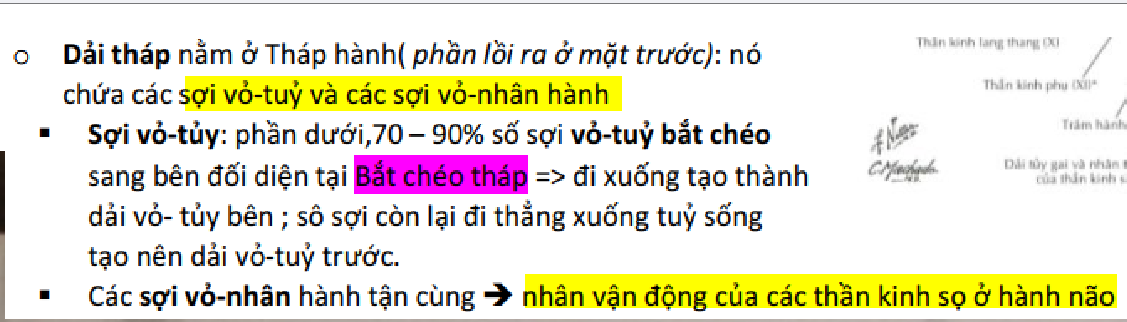 o Dải tháp nằm ở Tháp hành( phần lồi ra ở mặt trước): nó
chứa các sợi vỏ-tuỷ và các sợi vỏ-nhân hành
▪ Sợi vỏ-tủy: phần dưới,70 – 90% số sợi vỏ-tuỷ bắt chéo
sang bên đối diện tại Bắt chéo tháp => đi xuống tạo thành
dải vỏ- tủy bên ; sô sợi còn lại đi thẳng xuống tuỷ sống
tạo nên dải vỏ-tuỷ trước.
▪ Các sợi vỏ-nhân hành tận cùng ➔ nhân vận động của các thần kinh sọ ở hành não
Thần kinh lang thang (X)
Thần kinh phụ (XI)*
Trám hành
Dải tủy gai và nhân
của thần kinh s